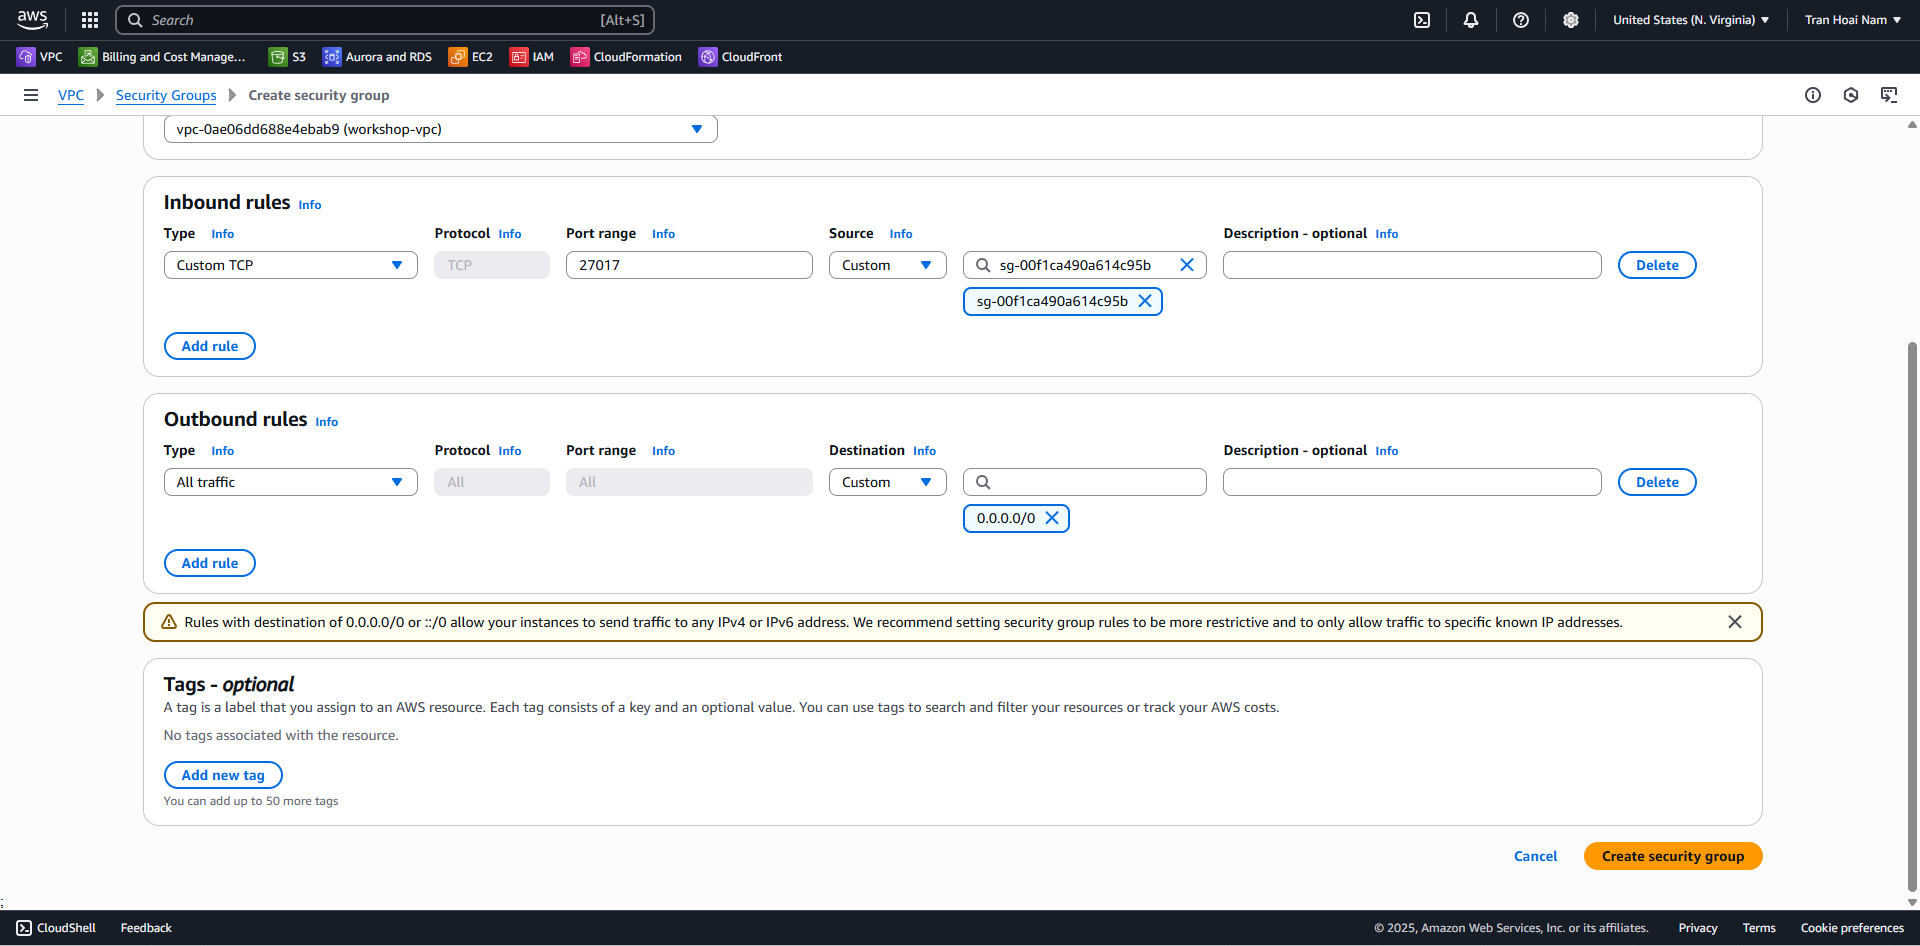 aws
Search [Alt+S]
United States (N. Virginia)
Tran Hoai Nam
VPC
Billing and Cost Manage...
S3
Aurora and RDS
EC2
IAM
CloudFormation
CloudFront
VPC Security Groups Create security group
vpc-0ae06dd688e4ebab9 (workshop-vpc)
Inbound rules Info
Type Info Protocol Info Port range Info Source Info Description - optional Info
Custom TCP TCP 27017 Custom sg-00f1ca490a614c95b Delete
sg-00f1ca490a614c95b
Add rule
Outbound rules Info
Type Info Protocol Info Port range Info Destination Info Description - optional Info
All traffic All All Custom Delete
0.0.0.0/0
Add rule
Rules with destination of 0.0.0.0/0 or ::/0 allow your instances to send traffic to any IPv4 or IPv6 address. We recommend setting security group rules to be more restrictive and to only allow traffic to specific known IP addresses.
Tags - optional
A tag is a label that you assign to an AWS resource. Each tag consists of a key and an optional value. You can use tags to search and filter your resources or track your AWS costs.
No tags associated with the resource.
Add new tag
You can add up to 50 more tags
Cancel Create security group
;
CloudShell Feedback © 2025, Amazon Web Services, Inc. or its affiliates. Privacy Terms Cookie preferences